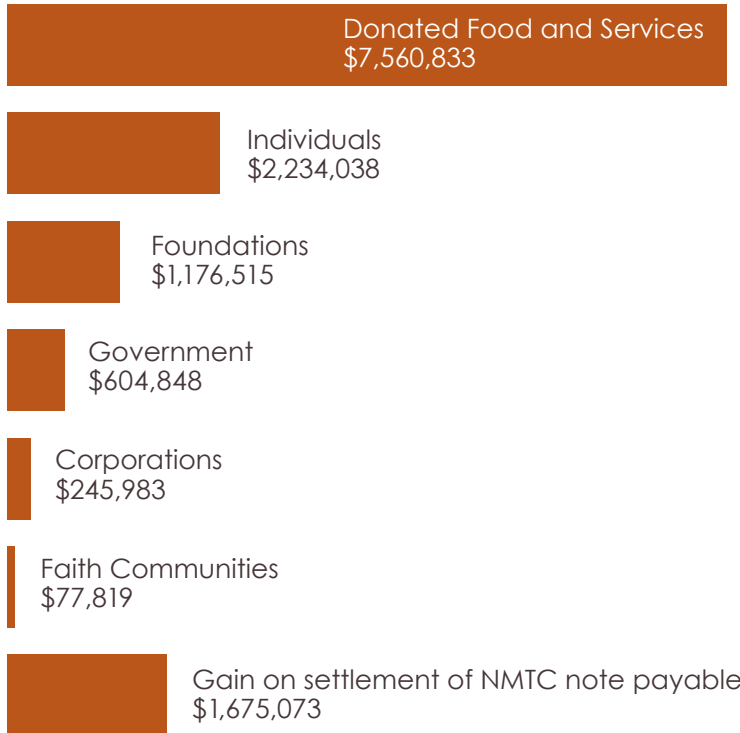 Donated Food and Services
$7,560,833
Individuals
$2,234,038
Foundations
$1,176,515
Government
$604,848
Corporations
$245,983
Faith Communities
$77,819
Gain on settlement of NMTC note payable
$1,675,073